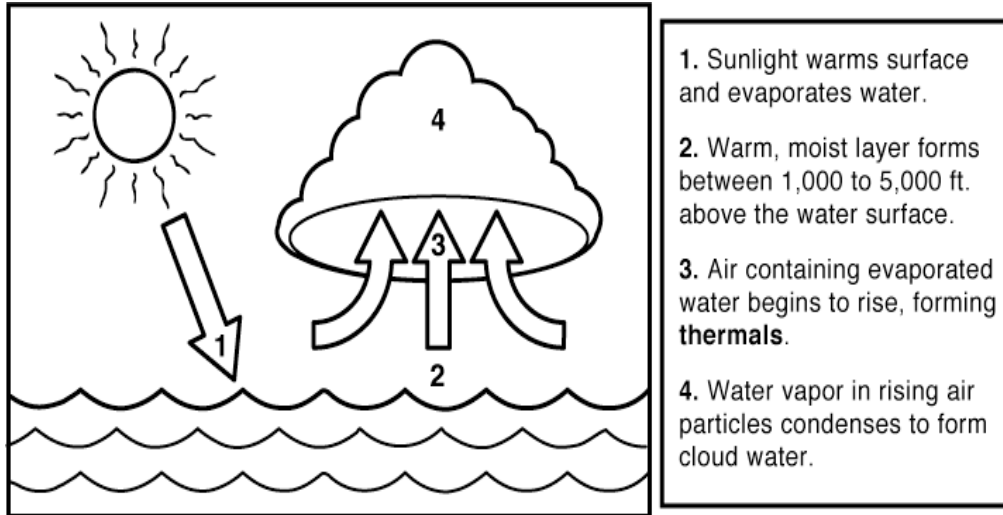 4
3
1
2
1. Sunlight warms surface
and evaporates water.
2. Warm, moist layer forms
between 1,000 to 5,000 ft.
above the water surface.
3. Air containing evaporated
water begins to rise, forming
thermals.
4. Water vapor in rising air
particles condenses to form
cloud water.